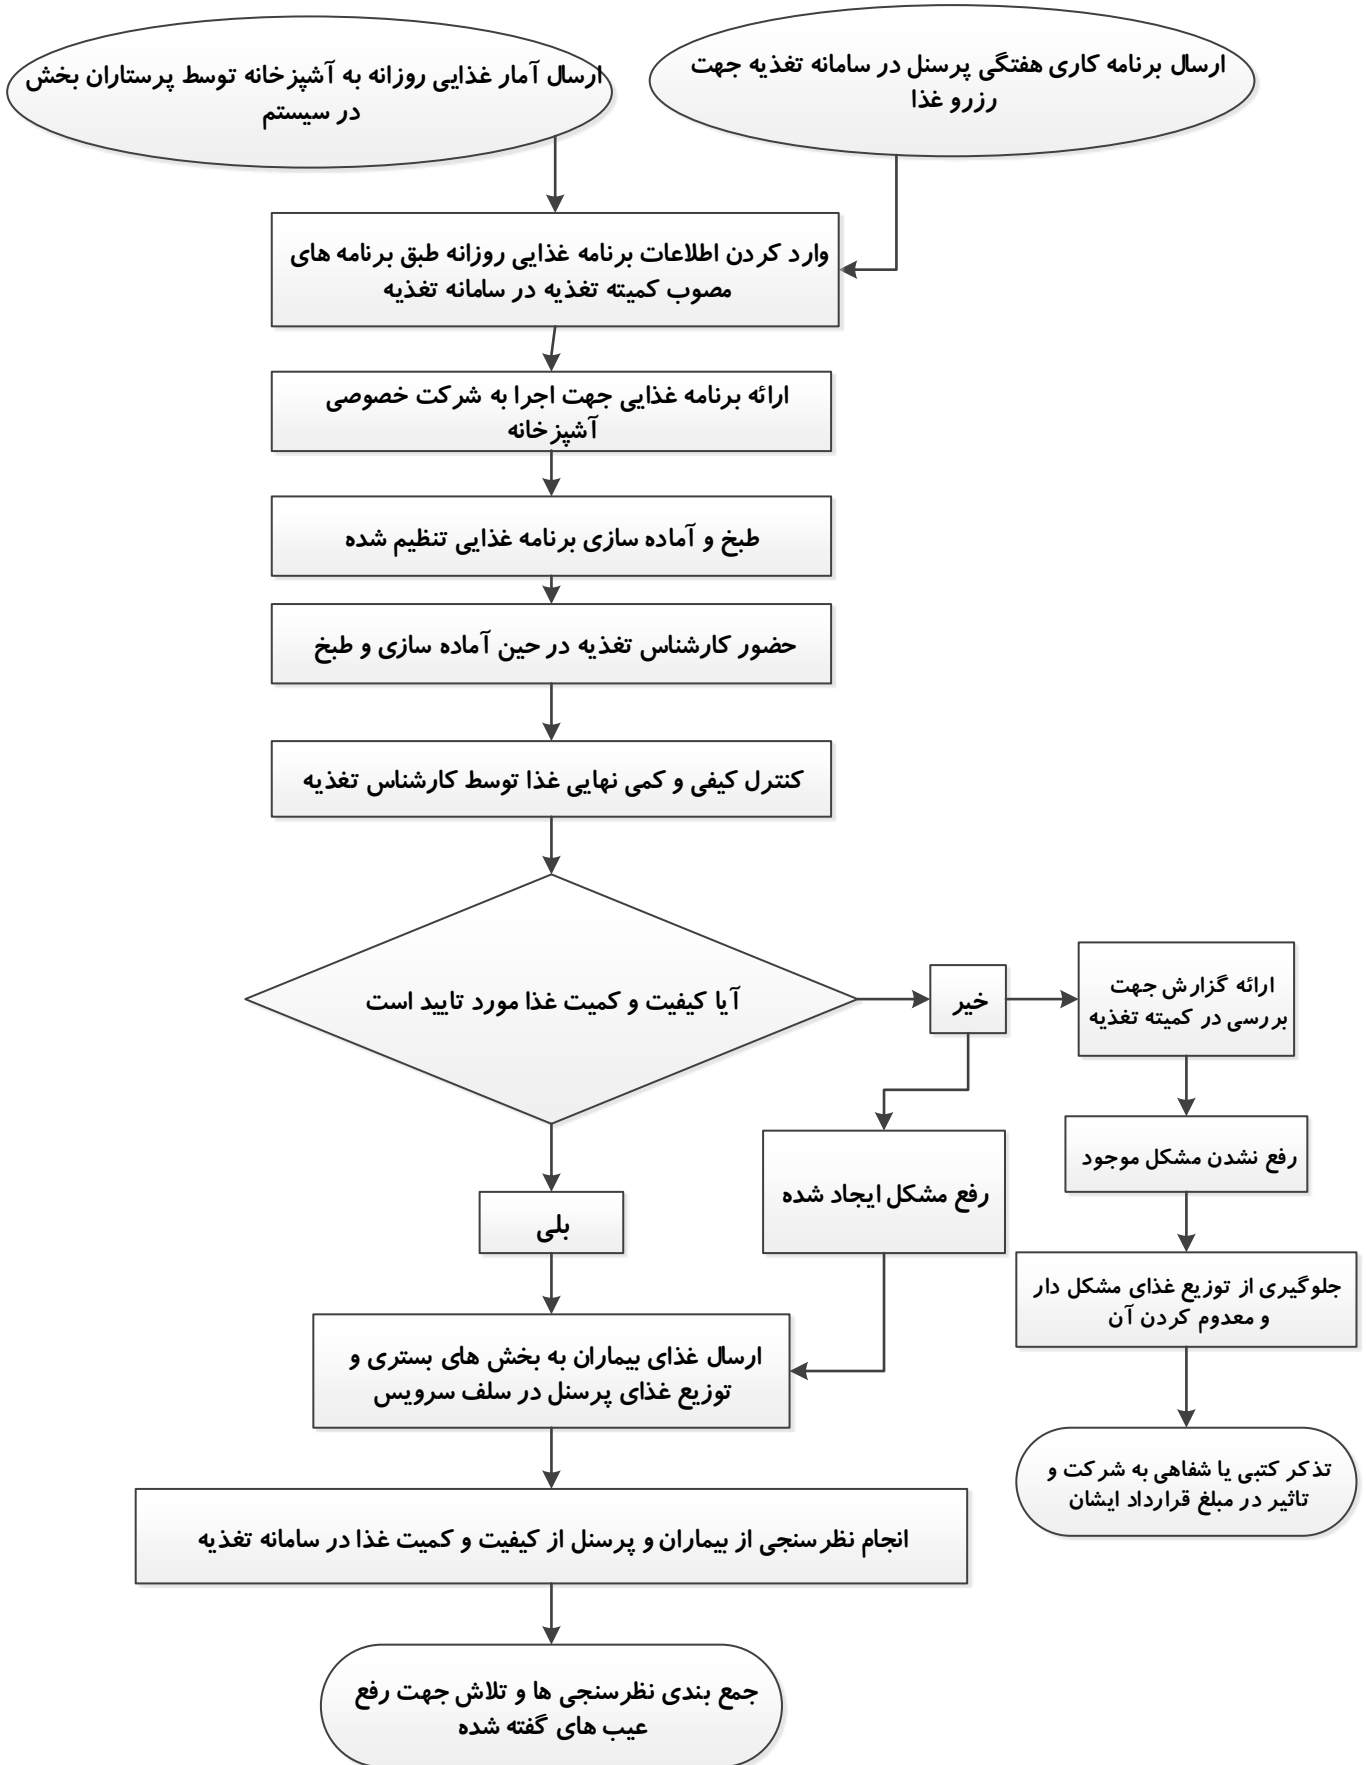 ارسال برنامه کاری هفتگی پرسنل در سامانه تغذیه جهت
رزرو غذا
ارسال آمار غذایی روزانه به آشپزخانه توسط پرستاران بخش
در سیستم
وارد کردن اطلاعات برنامه غذایی روزانه طبق برنامه های
مصوب کمیته تغذیه در سامانه تغذیه
ارائه برنامه غذایی جهت اجرا به شرکت خصوصی
آشپزخانه
طبخ و آماده سازی برنامه غذایی تنظیم شده
حضور کارشناس تغذیه در حین آماده سازی و طبخ
کنترل کیفی و کمی نهایی غذا توسط کارشناس تغذیه
آیا کیفیت و کمیت غذا مورد تایید است
خیر
ارائه گزارش جهت
بررسی در کمیته تغذیه
رفع نشدن مشکل موجود
جلوگیری از توزیع غذای مشکل دار
و معدوم کردن آن
تذکر کتبی یا شفاهی به شرکت و
تاثیر در مبلغ قرارداد ایشان
رفع مشکل ایجاد شده
بلی
ارسال غذای بیماران به بخش های بستری و
توزیع غذای پرسنل در سلف سرویس
انجام نظرسنجی از بیماران و پرسنل از کیفیت و کمیت غذا در سامانه تغذیه
جمع بندی نظرسنجی ها و تلاش جهت رفع
عیب های گفته شده